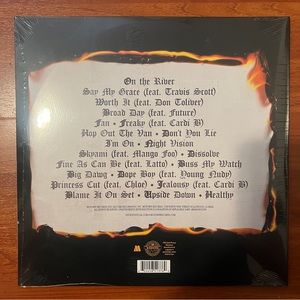 On the River
Say My Grace (feat. Travis Scott)
Worth It (feat. Don Toliver)
Broad Day (feat. Future)
Fan • Freaky (feat. Cardi B)
Hop Out The Van • Don't You Lie
I'm On • Night Vision
Skyami (feat. Mango Foo) • Dissolve
Fine As Can Be (feat. Latto) • Buss My Watch
Big Dawg • Dope Boy (feat. Young Nudy)
Princess Cut (feat. Chloe) • Jealousy (feat. Cardi B)
Blame It On Set • Upside Down • Healthy